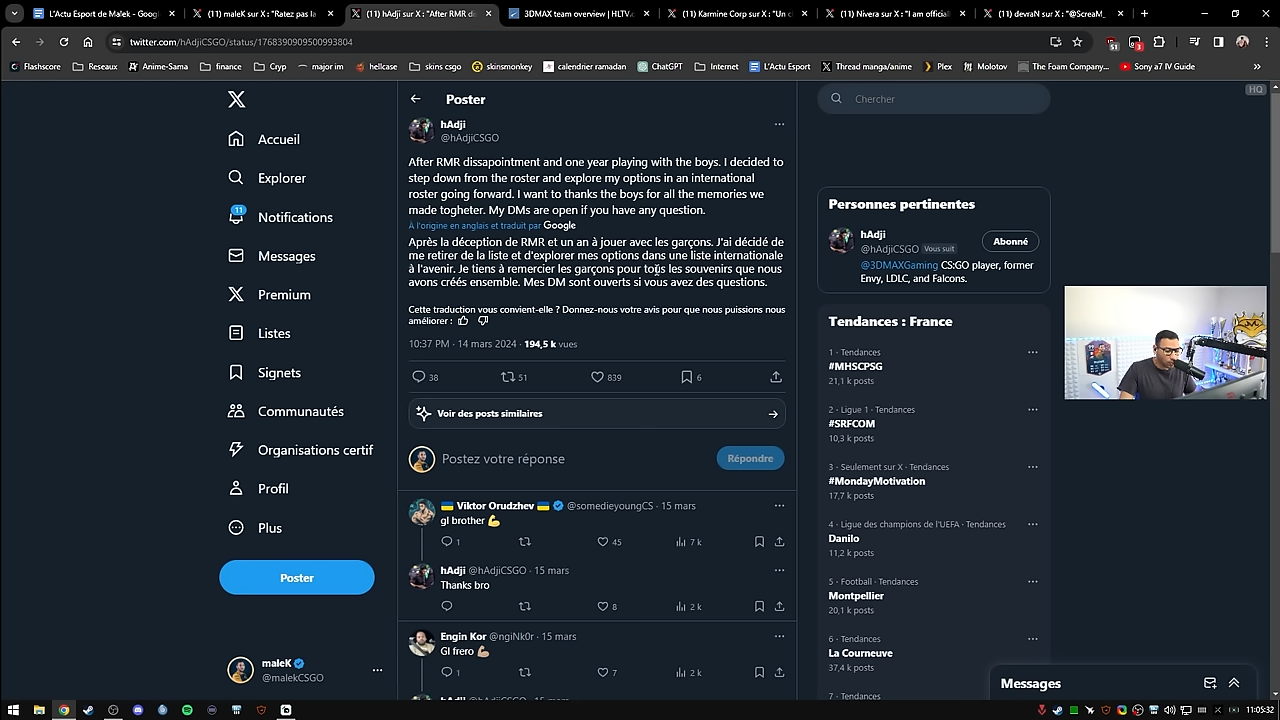 L'Actu Esport de Malek - Googl
(11) maleK sur X : "Ratez pas la
(11) hAdji sur X : "After RMR di
3DMAX team overview | HLTV.
(11) Karmine Corp sur X : "Un c
(11) Nivera sur X : "I am officia
(11) devraN sur X : "@ScreaM_
twitter.com/hAdjiCSGO/status/1768390909500993804
51
3
Flashscore
Reseaux
Anime-Sama
finance
Cryp
major im
hellcase
skins csgo
skinsmonkey
calendrier ramadan
ChatGPT
Internet
L'Actu Esport
Thread manga/anime
Plex
Molotov
The Foam Company...
Sony a7 IV Guide
»
HQ
Accueil
Explorer
11
Notifications
Messages
Premium
Listes
Signets
Communautés
Organisations certif
Profil
Plus
Poster
maleK
@malekCSGO
Poster
hAdji
@hAdjiCSGO
After RMR dissapointment and one year playing with the boys. I decided to
step down from the roster and explore my options in an international
roster going forward. I want to thanks the boys for all the memories we
made togheter. My DMs are open if you have any question.
À l'origine en anglais et traduit par Google
Après la déception de RMR et un an à jouer avec les garçons. J'ai décidé de
me retirer de la liste et d'explorer mes options dans une liste internationale
à l'avenir. Je tiens à remercier les garçons pour tous les souvenirs que nous
avons créés ensemble. Mes DM sont ouverts si vous avez des questions.
Cette traduction vous convient-elle ? Donnez-nous votre avis pour que nous puissions nous
améliorer :
10:37 PM · 14 mars 2024 · 194,5 k vues
38
51
839
6
Voir des posts similaires
Postez votre réponse
Répondre
Viktor Orudzhev @somedieyoungCS · 15 mars
gl brother
1
45
7 k
hAdji @hAdjiCSGO · 15 mars
Thanks bro
8
2 k
Engin Kor @ngiNk0r · 15 mars
Gl frero
1
7
2 k
hAdji @hAdjiCSGO · 15 mars
Chercher
Personnes pertinentes
hAdji
@hAdjiCSGO Vous suit
Abonné
@3DMAXGaming CS:GO player, former
Envy, LDLC, and Falcons.
Tendances : France
1 · Tendances
#MHSCPSG
21,1 k posts
2 · Ligue 1 · Tendances
#SRFCOM
10,3 k posts
3 · Seulement sur X · Tendances
#MondayMotivation
17,7 k posts
4 · Ligue des champions de l'UEFA · Tendances
Danilo
11,2 k posts
5 · Football · Tendances
Montpellier
20,1 k posts
6 · Tendances
La Courneuve
37,4 k posts
7 · Tendances
Messages
11:05:32